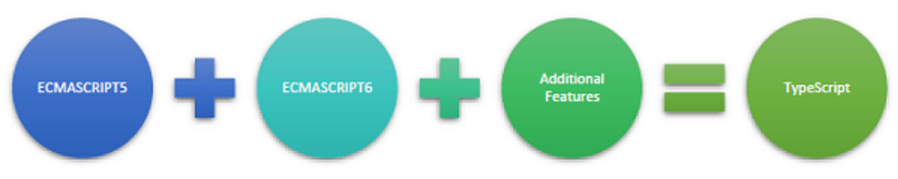 ECMASCRIPT5
ECMASCRIPT6
Additional
Features
TypeScript